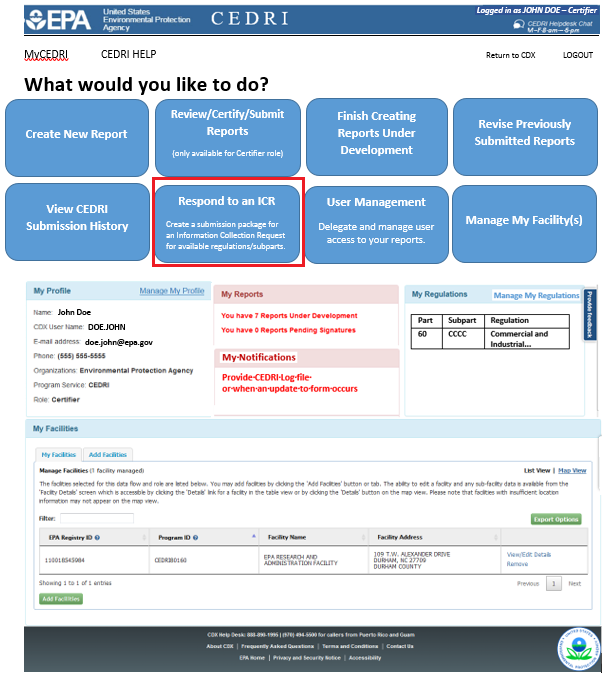 EPA United States
Environmental Protection
Agency
CEDRI
Logged in as JOHN DOE – Certifier
CEDRI Helpdesk Chat
M-F 8-am – 6-pm
MyCEDRI CEDRI HELP Return to CDX LOGOUT
What would you like to do?
Create New Report
Review/Certify/Submit
Reports
(only available for Certifier role)
Finish Creating
Reports Under
Development
Revise Previously
Submitted Reports
View CEDRI
Submission History
Respond to an ICR
Create a submission package for
an Information Collection Request
for available regulations/subparts.
User Management
Delegate and manage user
access to your reports.
Manage My Facility(s)
My Profile Manage My Profile
Name: John Doe
CDX User Name: DOE.JOHN
E-mail address: doe.john@epa.gov
Phone: (555) 555-5555
Organizations: Environmental Protection Agency
Program Service: CEDRI
Role: Certifier
My Reports
You have 7 Reports Under Development
You have 0 Reports Pending Signatures
My·Notifications
Provide·CEDRI·Log·file·
or·when·an·update·to·form·occurs
My Regulations Manage My Regulations
Part Subpart Regulation
60 CCCC Commercial and
Industrial...
Provide Feedback
My Facilities
My Facilities Add Facilities
Manage Facilities (1 facility managed) List View | Map View
The facilities selected for this data flow and role are listed below. You may add facilities by clicking the 'Add Facilities' button or tab. The ability to edit a facility and any sub-facility data is available from the
'Facility Details' screen which is accessible by clicking the 'Details' link for a facility in the table view or by clicking the 'Details' button on the map view. Please note that facilities with insufficient location
information may not appear on the map view.
Filter:
Export Options
EPA Registry ID Program ID Facility Name Facility Address
110018545984 CEDRI80160 EPA RESEARCH AND
ADMINISTRATION FACILITY
109 T.W. ALEXANDER DRIVE
DURHAM, NC 27709
DURHAM COUNTY
View/Edit Details
Remove
Showing 1 to 1 of 1 entries Previous 1 Next
Add Facilities
CDX Help Desk: 888-890-1995 | (970) 494-5500 for callers from Puerto Rico and Guam
About CDX | Frequently Asked Questions | Terms and Conditions | Contact Us
EPA Home | Privacy and Security Notice | Accessibility